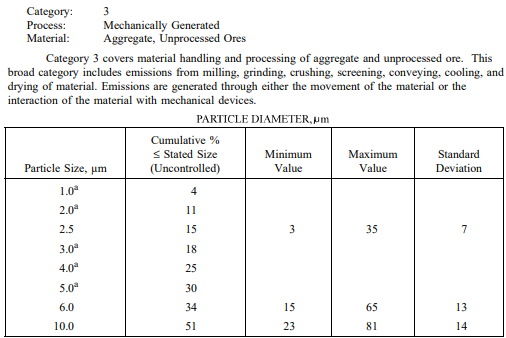 Category: 3
Process: Mechanically Generated
Material: Aggregate, Unprocessed Ores
Category 3 covers material handling and processing of aggregate and unprocessed ore. This
broad category includes emissions from milling, grinding, crushing, screening, conveying, cooling, and
drying of material. Emissions are generated through either the movement of the material or the
interaction of the material with mechanical devices.
PARTICLE DIAMETER, µm
Particle Size, µm Cumulative % ≤ Stated Size (Uncontrolled) Minimum Value Maximum Value Standard Deviation
1.0ᵃ 4
2.0ᵃ 11
2.5 15 3 35 7
3.0ᵃ 18
4.0ᵃ 25
5.0ᵃ 30
6.0 34 15 65 13
10.0 51 23 81 14